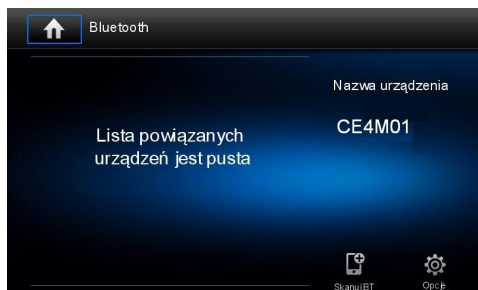 Bluetooth
Nazwa urządzenia
CE4M01
Lista powiązanych
urządzeń jest pusta
Skanuj BT
Opcje